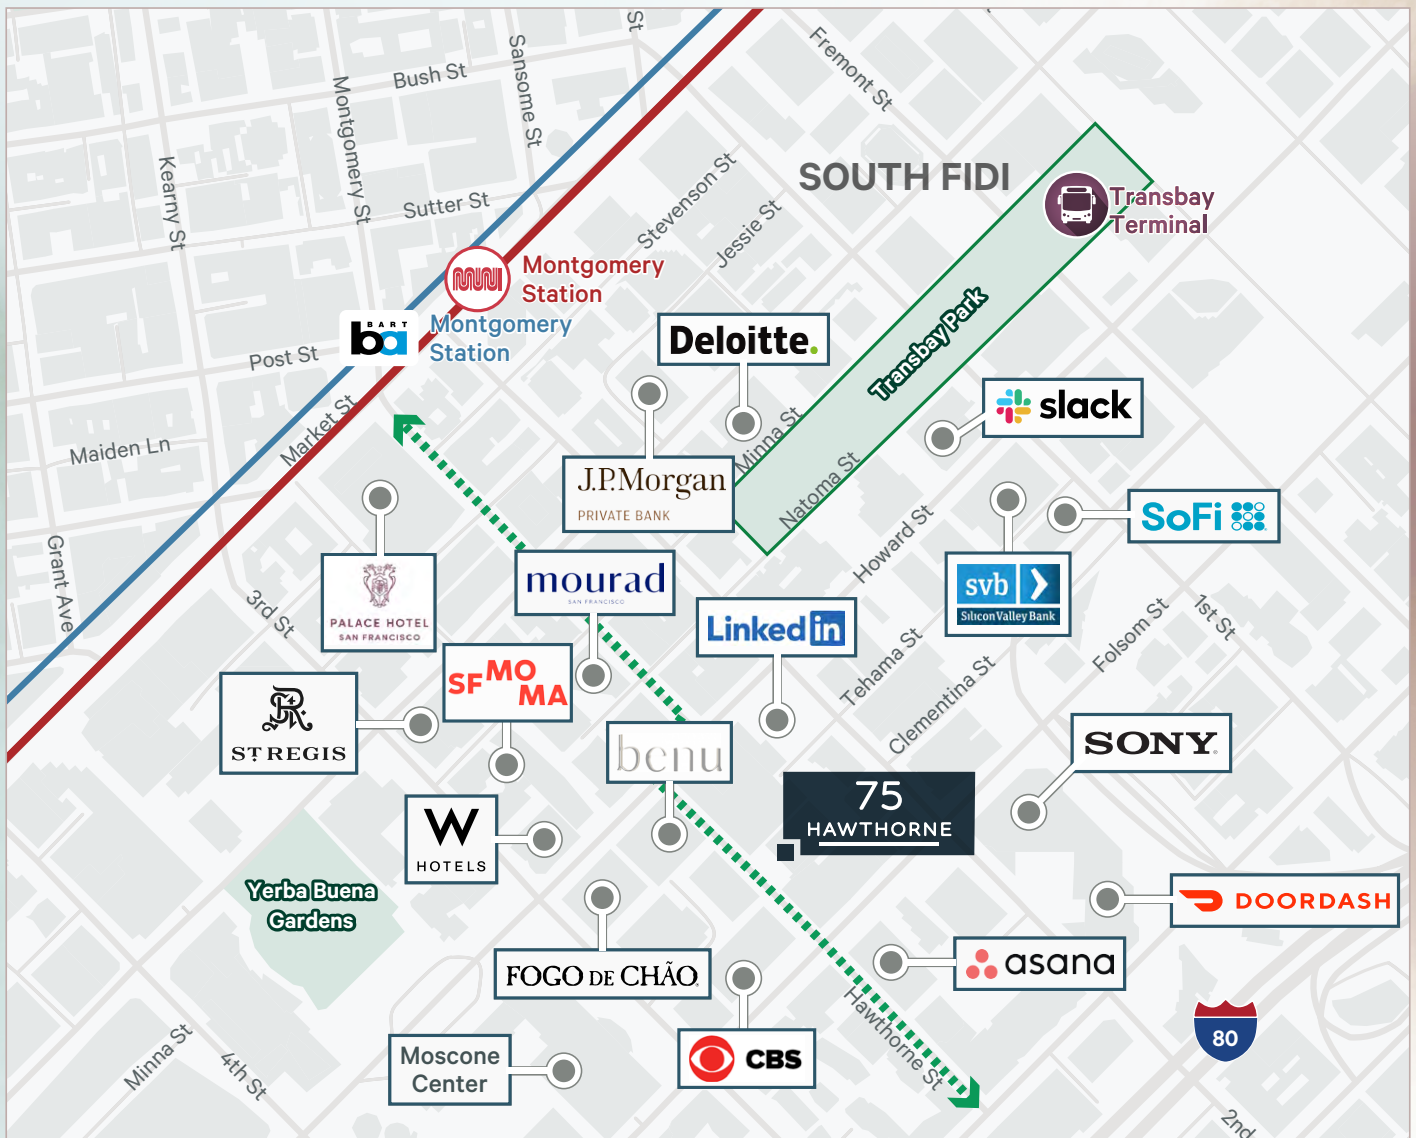 St
Fremont St
Sansome St
Bush St
Montgomery St
Kearny St
Sutter St
Stevenson St
Jessie St
SOUTH FIDI
Transbay
Terminal
MUNI
Montgomery
Station
BART
ba
Montgomery
Station
Post St
Market St
Maiden Ln
Deloitte.
Transbay Park
slack
Minna St
J.P.Morgan
PRIVATE BANK
Natoma St
Howard St
SoFi
svb
Silicon Valley Bank
Grant Ave
3rd St
PALACE HOTEL
SAN FRANCISCO
mourad
SAN FRANCISCO
Linked in
Tehama St
Clementina St
Folsom St
1st St
SF MO
MA
ST REGIS
benu
SONY
75
HAWTHORNE
W
HOTELS
Yerba Buena
Gardens
DOORDASH
FOGO DE CHÃO
asana
Hawthorne St
CBS
80
Moscone
Center
Minna St
4th St
2nd